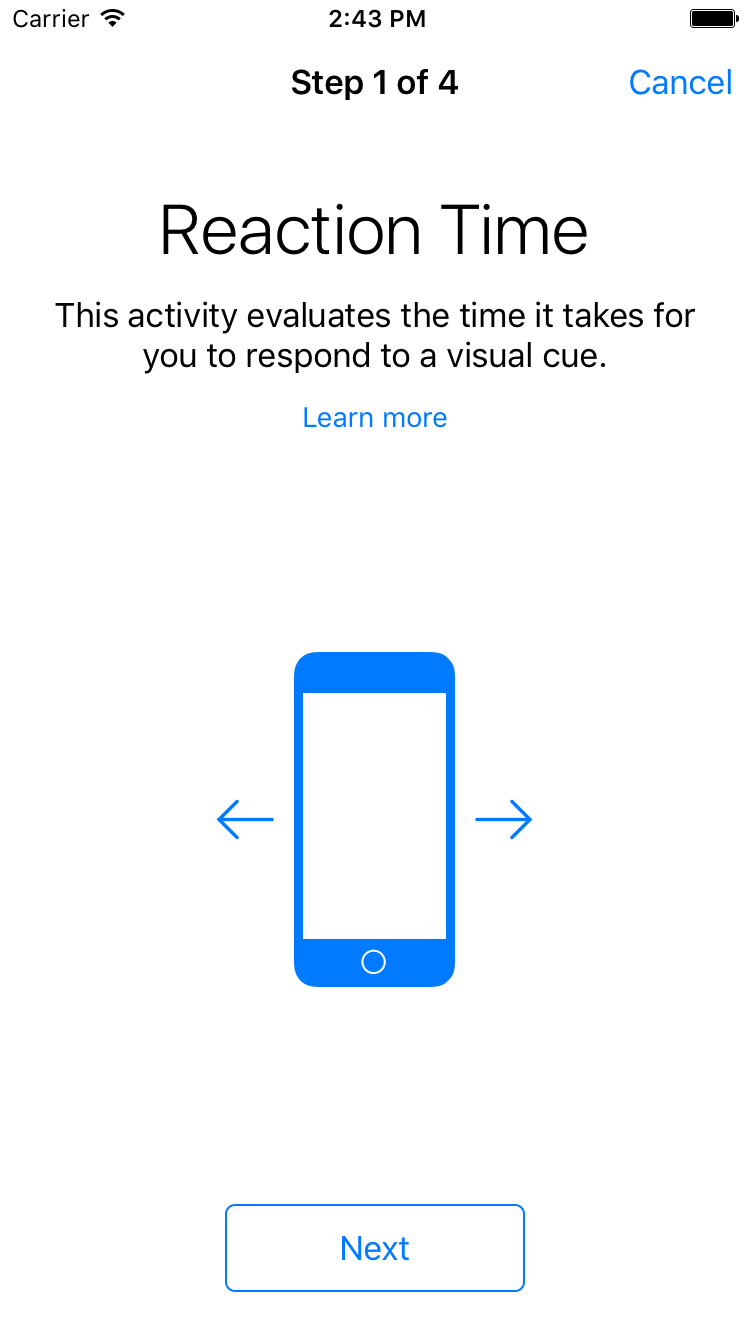 Carrier 2:43 PM
Step 1 of 4 Cancel
Reaction Time
This activity evaluates the time it takes for
you to respond to a visual cue.
Learn more
Next